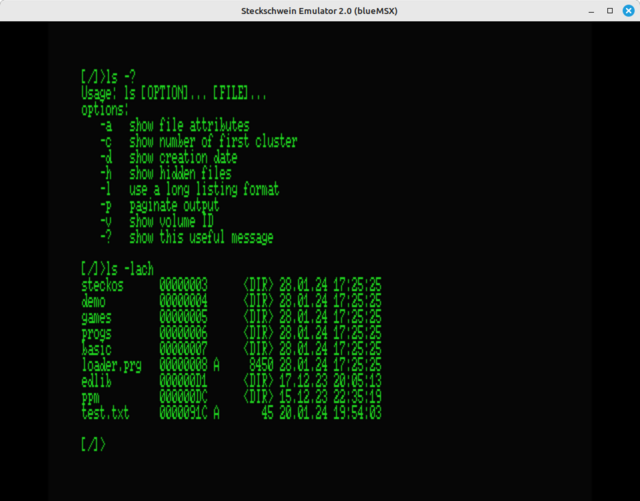 Steckschwein Emulator 2.0 (blueMSX)
[/]>ls -?
Usage: ls [OPTION]... [FILE]...
options:
   -a   show file attributes
   -c   show number of first cluster
   -d   show creation date
   -h   show hidden files
   -l   use a long listing format
   -p   paginate output
   -v   show volume ID
   -?   show this useful message
[/]>ls -lach
steckos      00000003      <DIR> 28.01.24 17:25:25
demo         00000004      <DIR> 28.01.24 17:25:25
games        00000005      <DIR> 28.01.24 17:25:25
progs        00000006      <DIR> 28.01.24 17:25:25
basic        00000007      <DIR> 28.01.24 17:25:25
loader.prg   00000008 A     8450 28.01.24 17:25:25
edlib        000000D1      <DIR> 17.12.23 20:05:13
ppm          000000DC      <DIR> 15.12.23 22:35:19
test.txt     0000091C A       45 20.01.24 19:54:03
[/]>